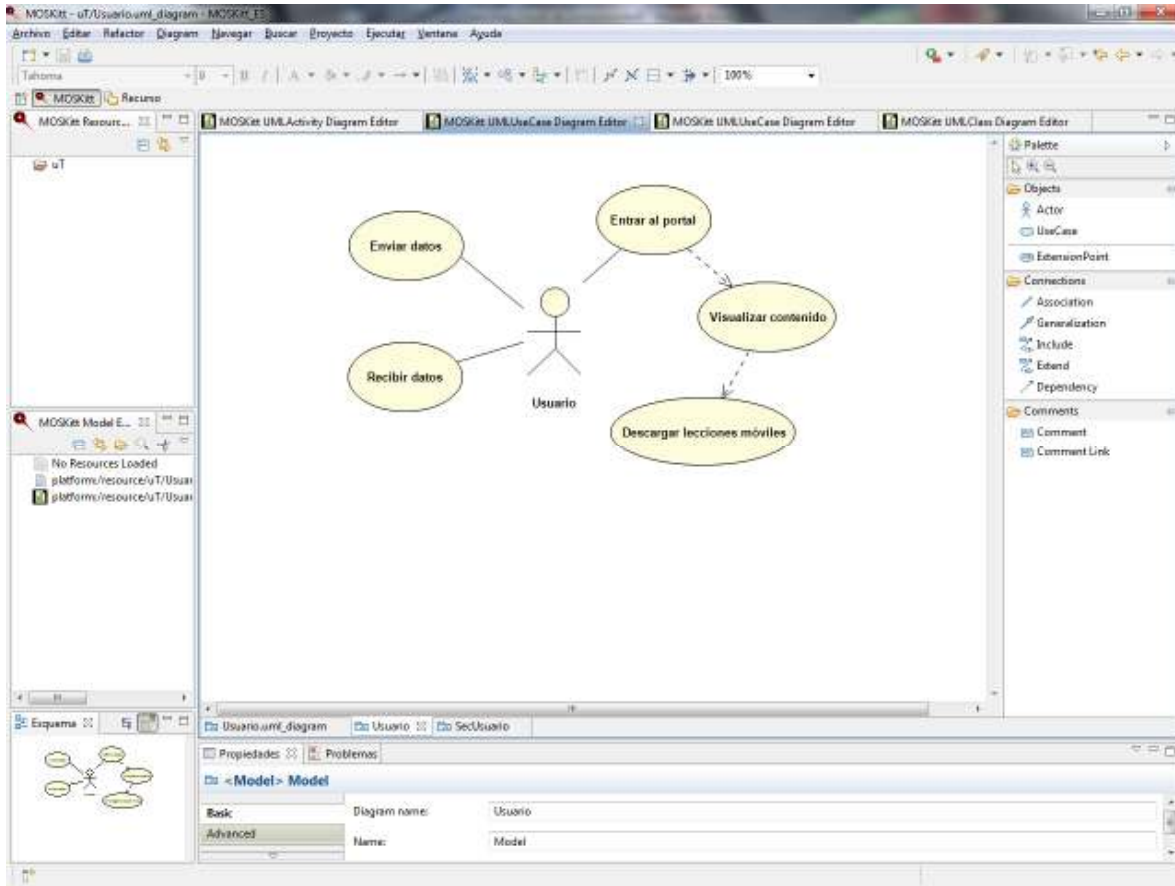 MOSKitt - uT/Usuario.uml_diagram - MOSKitt_ES
Archivo Editar Refactor Diagram Navegar Buscar Proyecto Ejecutar Ventana Ayuda
Tahoma 9 100%
MOSKitt Recurso
MOSKitt Resourc...
MOSKitt UMLActivity Diagram Editor
MOSKitt UMLUseCase Diagram Editor
MOSKitt UMLUseCase Diagram Editor
MOSKitt UMLClass Diagram Editor
uT
Entrar al portal
Enviar datos
Visualizar contenido
Recibir datos
Usuario
Descargar lecciones móviles
Palette
Objects
Actor
UseCase
ExtensionPoint
Connections
Association
Generalization
Include
Extend
Dependency
Comments
Comment
Comment Link
MOSKitt Model E...
No Resources Loaded
platform:/resource/uT/Usuar
platform:/resource/uT/Usuar
Esquema
Usuario.uml_diagram
Usuario
SecUsuario
Propiedades
Problemas
<Model> Model
Basic
Advanced
Diagram name: Usuario
Name: Model